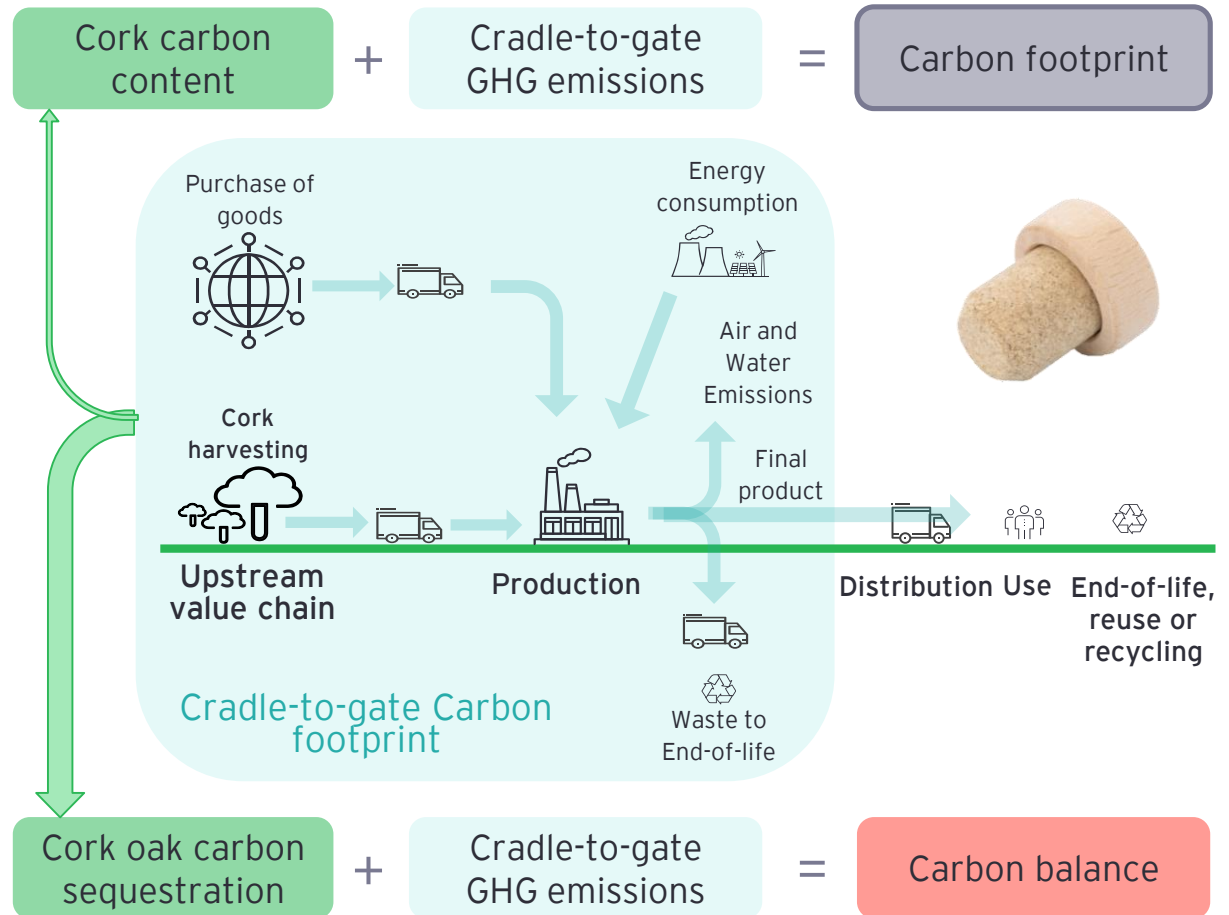 Cork carbon
content
+
Cradle-to-gate
GHG emissions
=
Carbon footprint
Purchase of
goods
Energy
consumption
Air and
Water
Emissions
Cork
harvesting
Final
product
Upstream
value chain
Production
Distribution
Use
End-of-life,
reuse or
recycling
Cradle-to-gate Carbon
footprint
Waste to
End-of-life
Cork oak carbon
sequestration
+
Cradle-to-gate
GHG emissions
=
Carbon balance